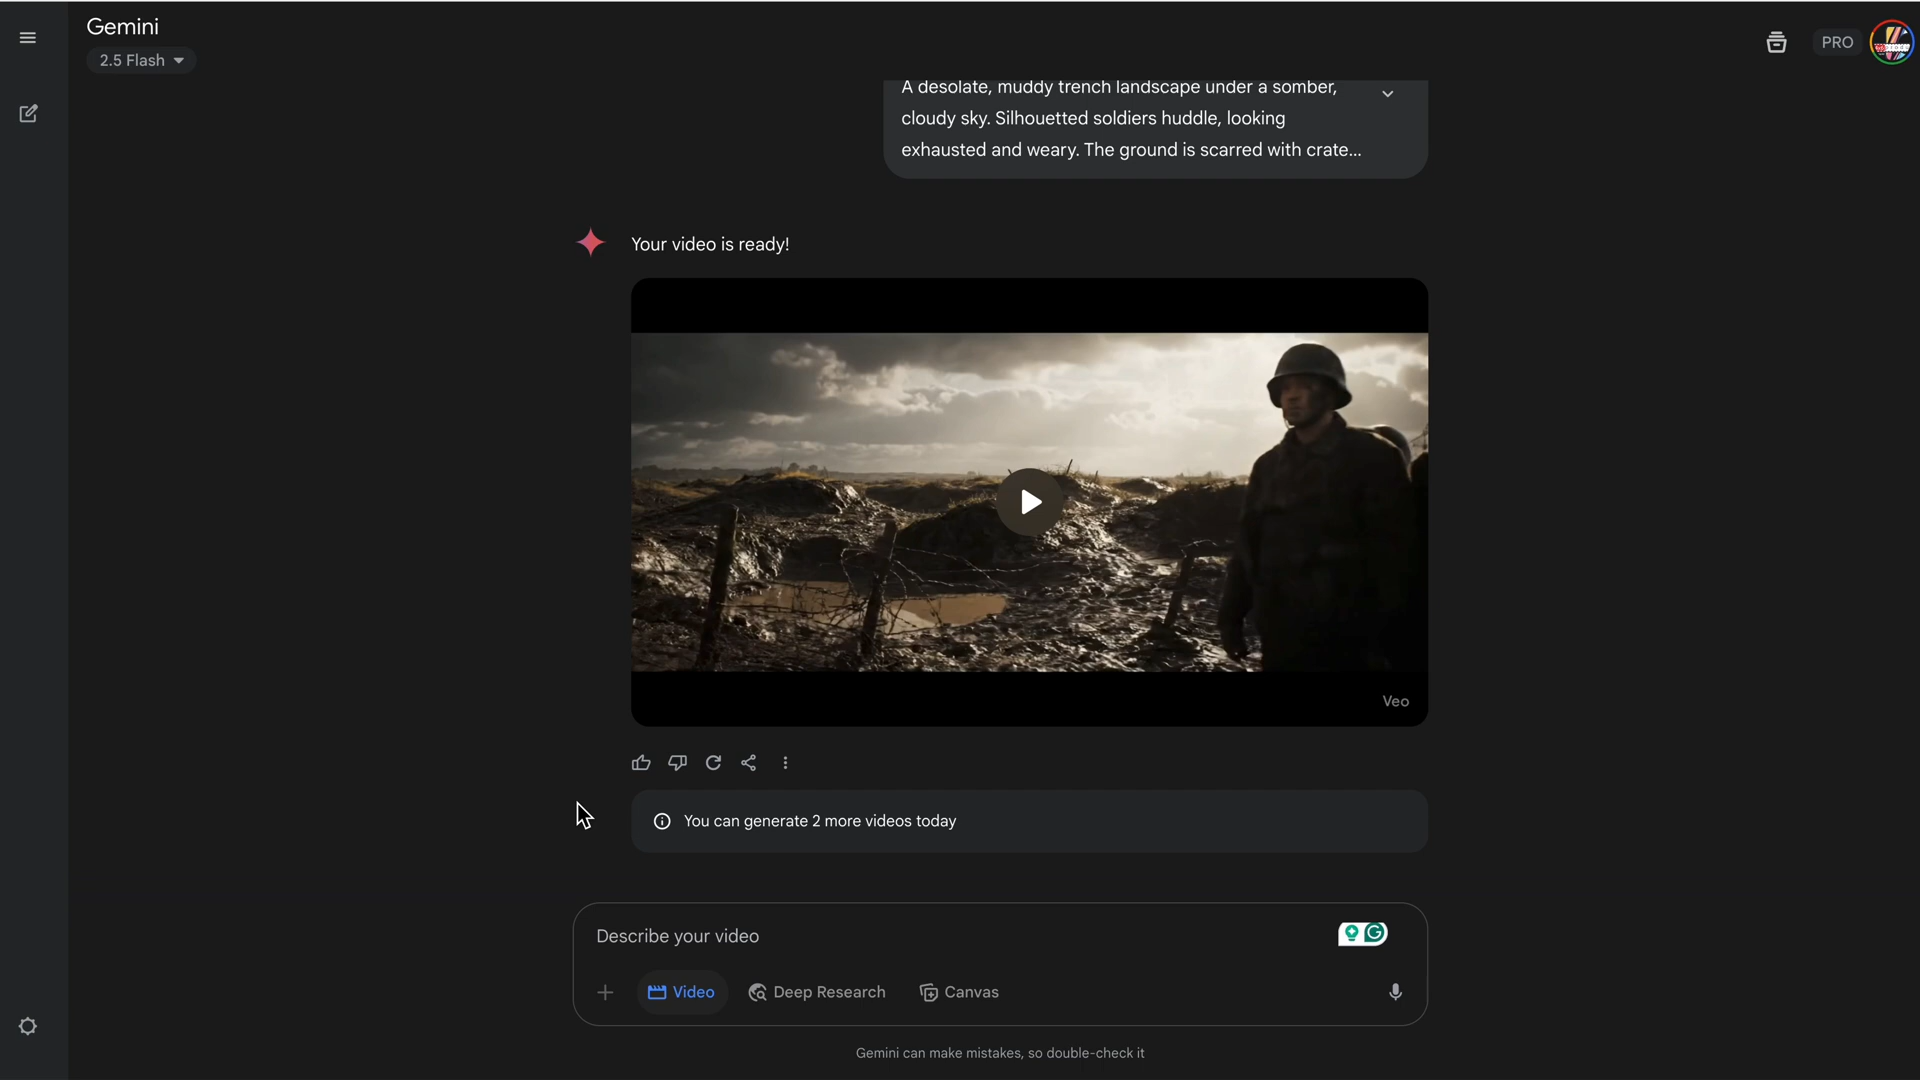 Gemini
2.5 Flash
PRO
A desolate, muddy trench landscape under a somber,
cloudy sky. Silhouetted soldiers huddle, looking
exhausted and weary. The ground is scarred with crate...
Your video is ready!
Veo
You can generate 2 more videos today
Describe your video
Video
Deep Research
Canvas
Gemini can make mistakes, so double-check it